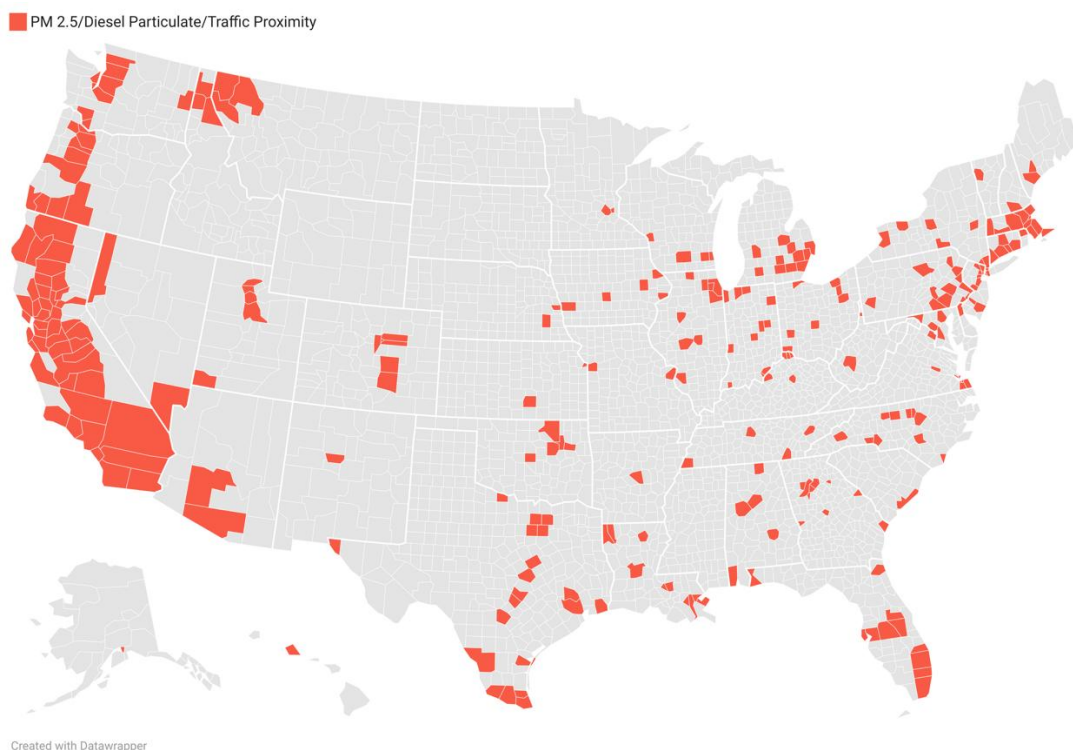 PM 2.5/Diesel Particulate/Traffic Proximity
Created with Datawrapper